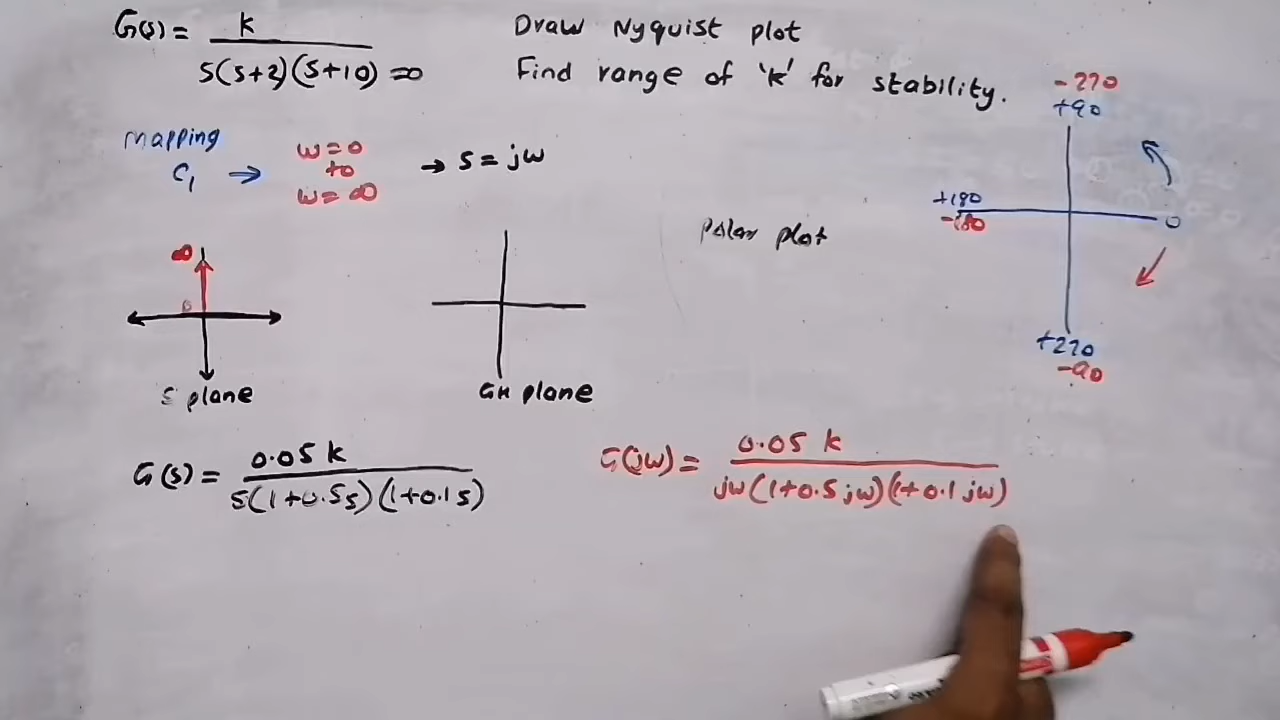 G(s) = k / s(s+2)(s+10) = 0
Draw Nyquist plot
Find range of 'k' for stability.
Mapping
C1 → ω=0 to ω=∞ → s = jω
-270
+90
+180
-180
0
+270
-90
Polar plot
∞
0
S plane
GH plane
G(s) = 0.05 k / s(1+0.5s)(1+0.1s)
G(jω) = 0.05 k / jω(1+0.5jω)(1+0.1jω)